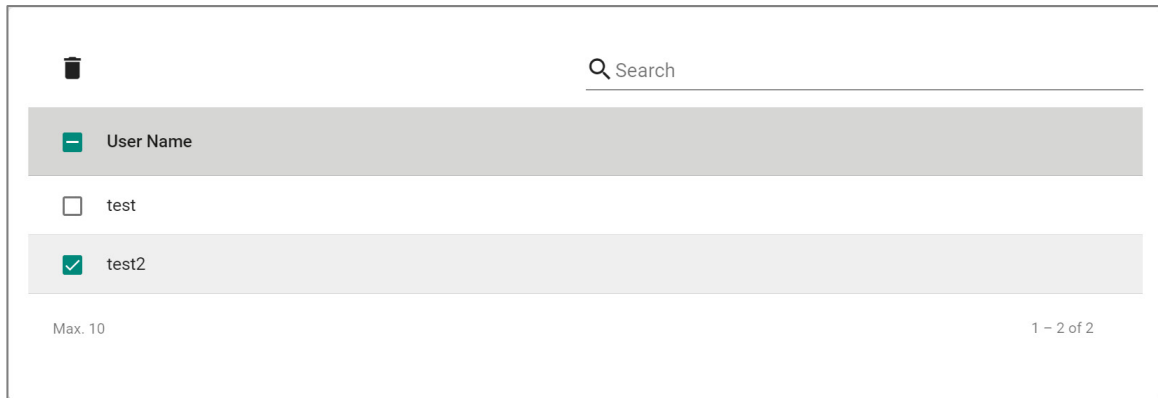 Search
User Name
test
test2
Max. 10 1 – 2 of 2